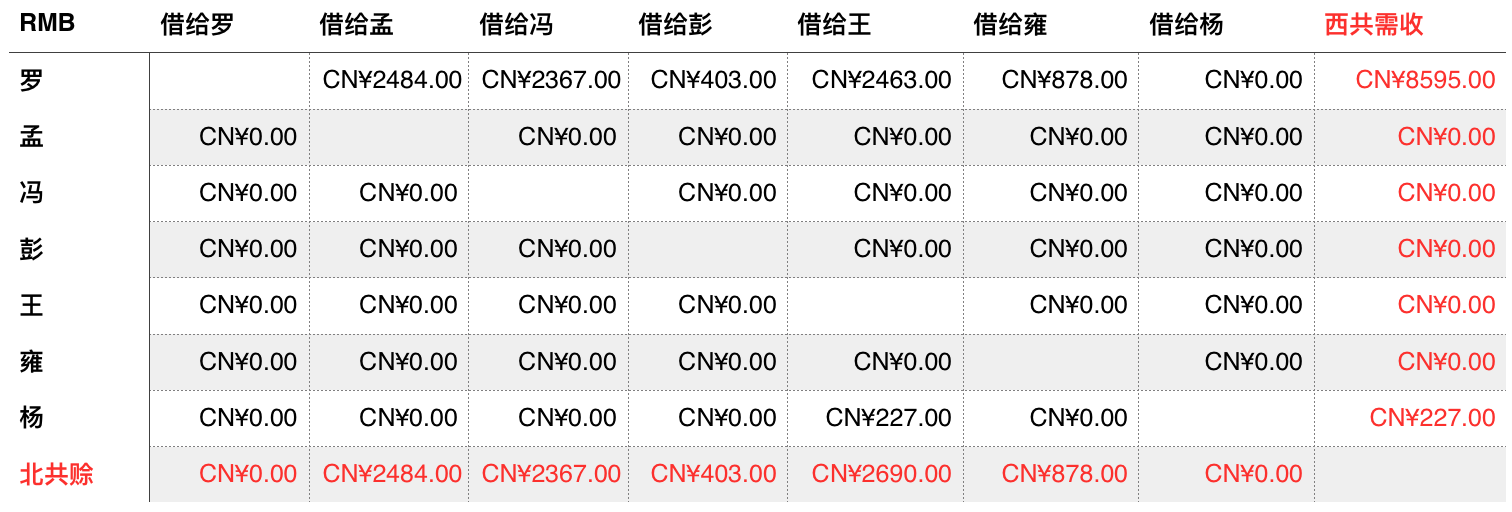 RMB 借给罗 借给孟 借给冯 借给彭 借给王 借给雍 借给杨 西共需收
罗 CN¥2484.00 CN¥2367.00 CN¥403.00 CN¥2463.00 CN¥878.00 CN¥0.00 CN¥8595.00
孟 CN¥0.00 CN¥0.00 CN¥0.00 CN¥0.00 CN¥0.00 CN¥0.00 CN¥0.00
冯 CN¥0.00 CN¥0.00 CN¥0.00 CN¥0.00 CN¥0.00 CN¥0.00 CN¥0.00
彭 CN¥0.00 CN¥0.00 CN¥0.00 CN¥0.00 CN¥0.00 CN¥0.00 CN¥0.00
王 CN¥0.00 CN¥0.00 CN¥0.00 CN¥0.00 CN¥0.00 CN¥0.00 CN¥0.00
雍 CN¥0.00 CN¥0.00 CN¥0.00 CN¥0.00 CN¥0.00 CN¥0.00 CN¥0.00
杨 CN¥0.00 CN¥0.00 CN¥0.00 CN¥0.00 CN¥227.00 CN¥0.00 CN¥227.00
北共赊 CN¥0.00 CN¥2484.00 CN¥2367.00 CN¥403.00 CN¥2690.00 CN¥878.00 CN¥0.00